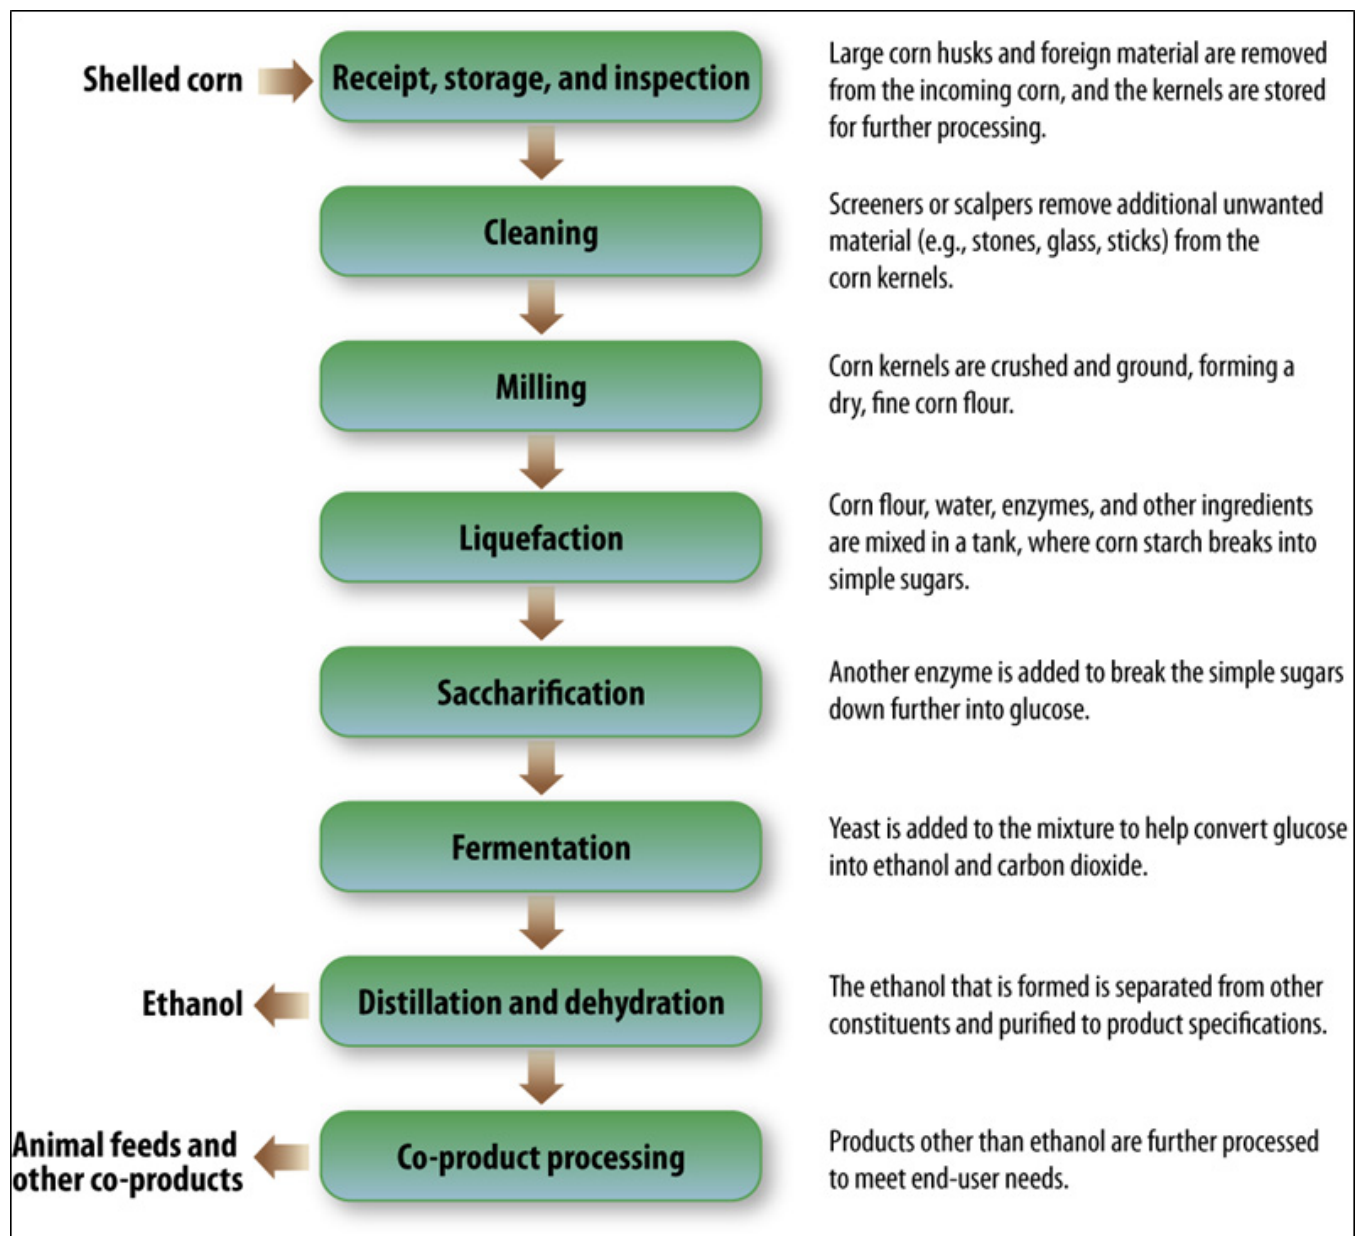 Shelled corn
Receipt, storage, and inspection
Large corn husks and foreign material are removed
from the incoming corn, and the kernels are stored
for further processing.
Cleaning
Screeners or scalpers remove additional unwanted
material (e.g., stones, glass, sticks) from the
corn kernels.
Milling
Corn kernels are crushed and ground, forming a
dry, fine corn flour.
Liquefaction
Corn flour, water, enzymes, and other ingredients
are mixed in a tank, where corn starch breaks into
simple sugars.
Saccharification
Another enzyme is added to break the simple sugars
down further into glucose.
Fermentation
Yeast is added to the mixture to help convert glucose
into ethanol and carbon dioxide.
Ethanol
Distillation and dehydration
The ethanol that is formed is separated from other
constituents and purified to product specifications.
Animal feeds and
other co-products
Co-product processing
Products other than ethanol are further processed
to meet end-user needs.